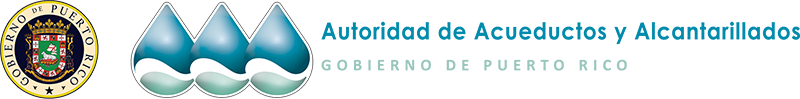 GOBIERNO DE PUERTO RICO
Autoridad de Acueductos y Alcantarillados
GOBIERNO DE PUERTO RICO